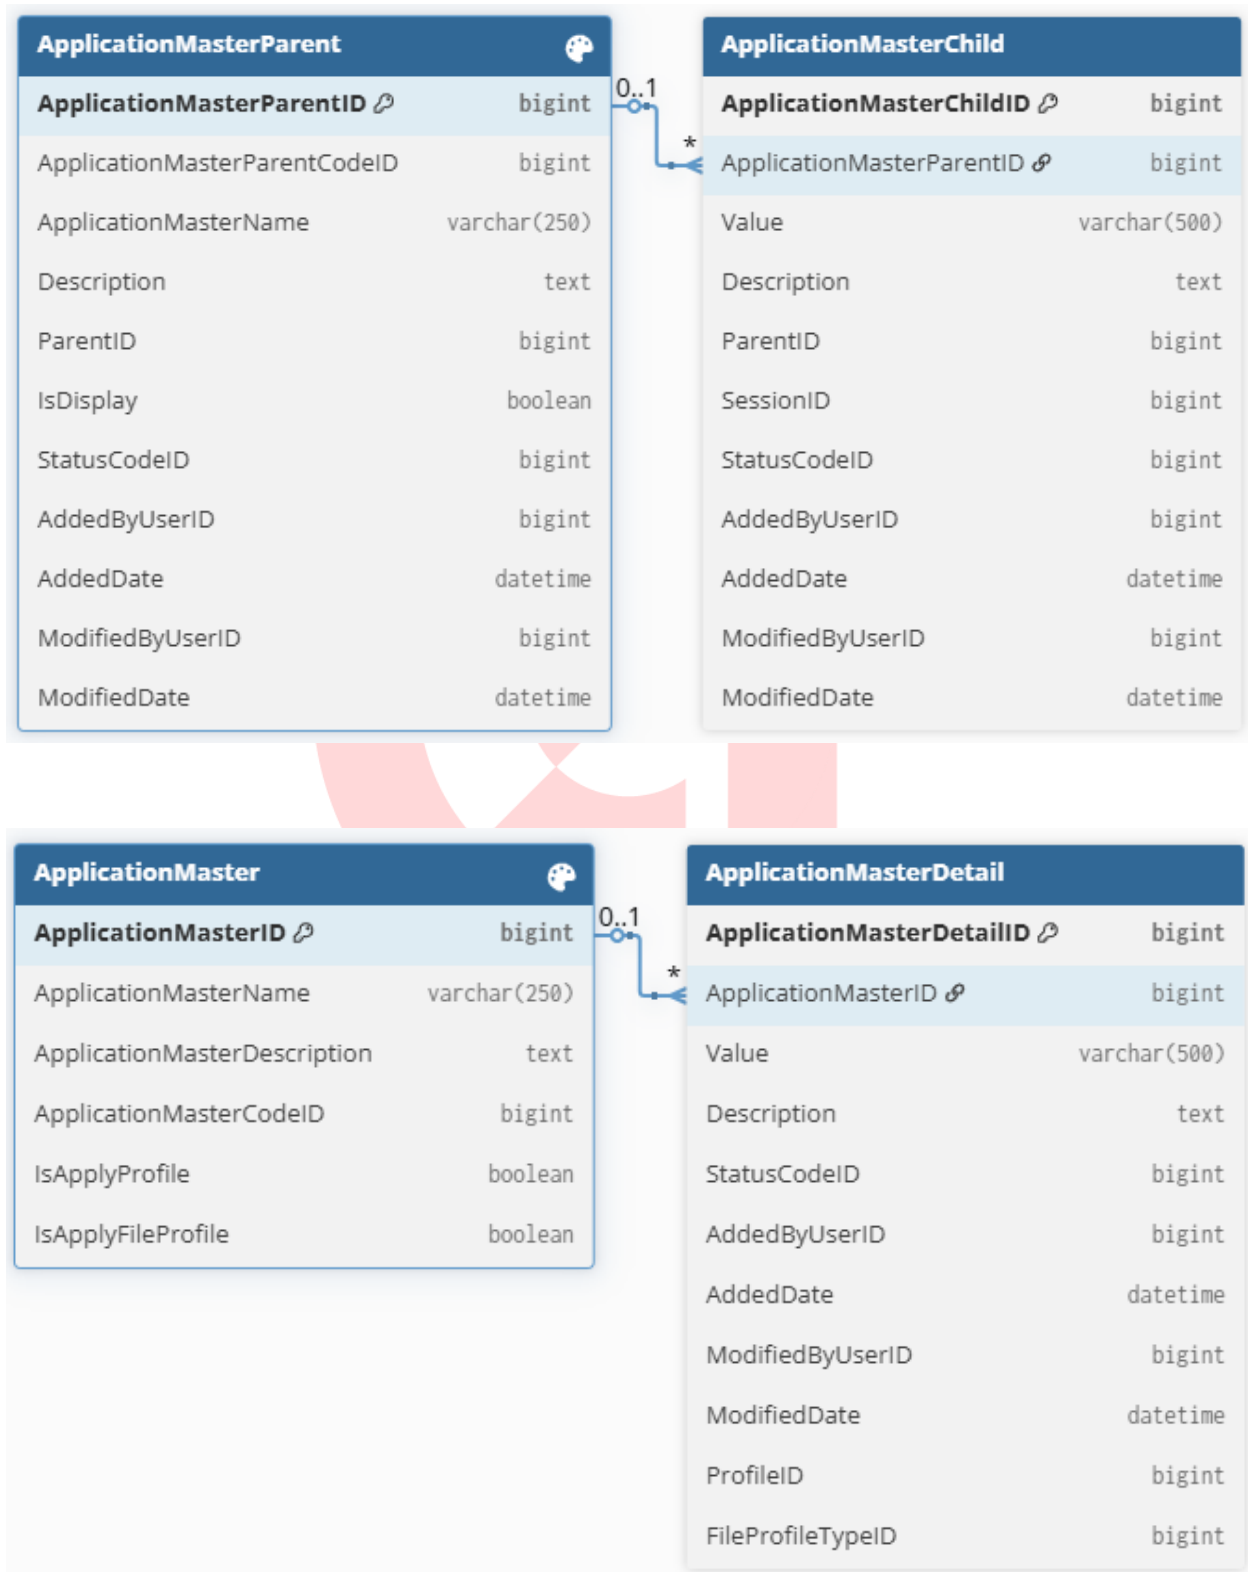 ApplicationMasterParent
ApplicationMasterParentID bigint
ApplicationMasterParentCodeID bigint
ApplicationMasterName varchar(250)
Description text
ParentID bigint
IsDisplay boolean
StatusCodeID bigint
AddedByUserID bigint
AddedDate datetime
ModifiedByUserID bigint
ModifiedDate datetime
0..1
*
ApplicationMasterChild
ApplicationMasterChildID bigint
ApplicationMasterParentID bigint
Value varchar(500)
Description text
ParentID bigint
SessionID bigint
StatusCodeID bigint
AddedByUserID bigint
AddedDate datetime
ModifiedByUserID bigint
ModifiedDate datetime
ApplicationMaster
ApplicationMasterID bigint
ApplicationMasterName varchar(250)
ApplicationMasterDescription text
ApplicationMasterCodeID bigint
IsApplyProfile boolean
IsApplyFileProfile boolean
0..1
*
ApplicationMasterDetail
ApplicationMasterDetailID bigint
ApplicationMasterID bigint
Value varchar(500)
Description text
StatusCodeID bigint
AddedByUserID bigint
AddedDate datetime
ModifiedByUserID bigint
ModifiedDate datetime
ProfileID bigint
FileProfileTypeID bigint